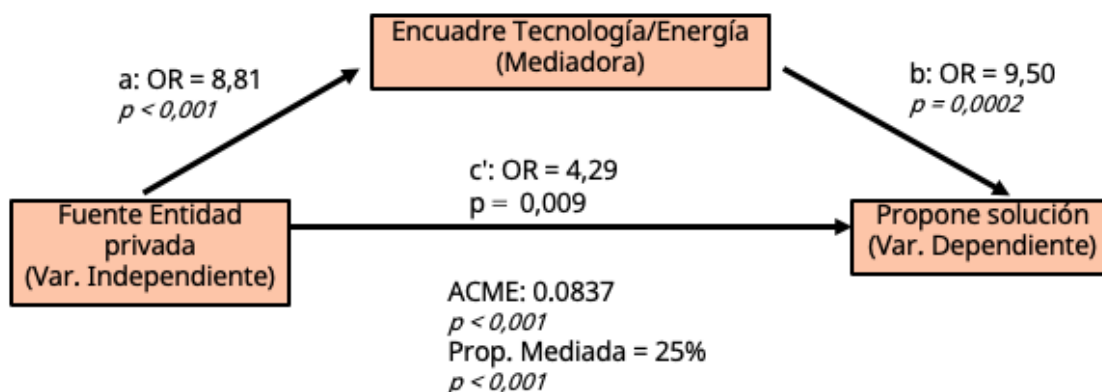 Encuadre Tecnología/Energía
(Mediadora)
a: OR = 8,81
p < 0,001
b: OR = 9,50
p = 0,0002
c': OR = 4,29
p = 0,009
Fuente Entidad
privada
(Var. Independiente)
Propone solución
(Var. Dependiente)
ACME: 0.0837
p < 0,001
Prop. Mediada = 25%
p < 0,001